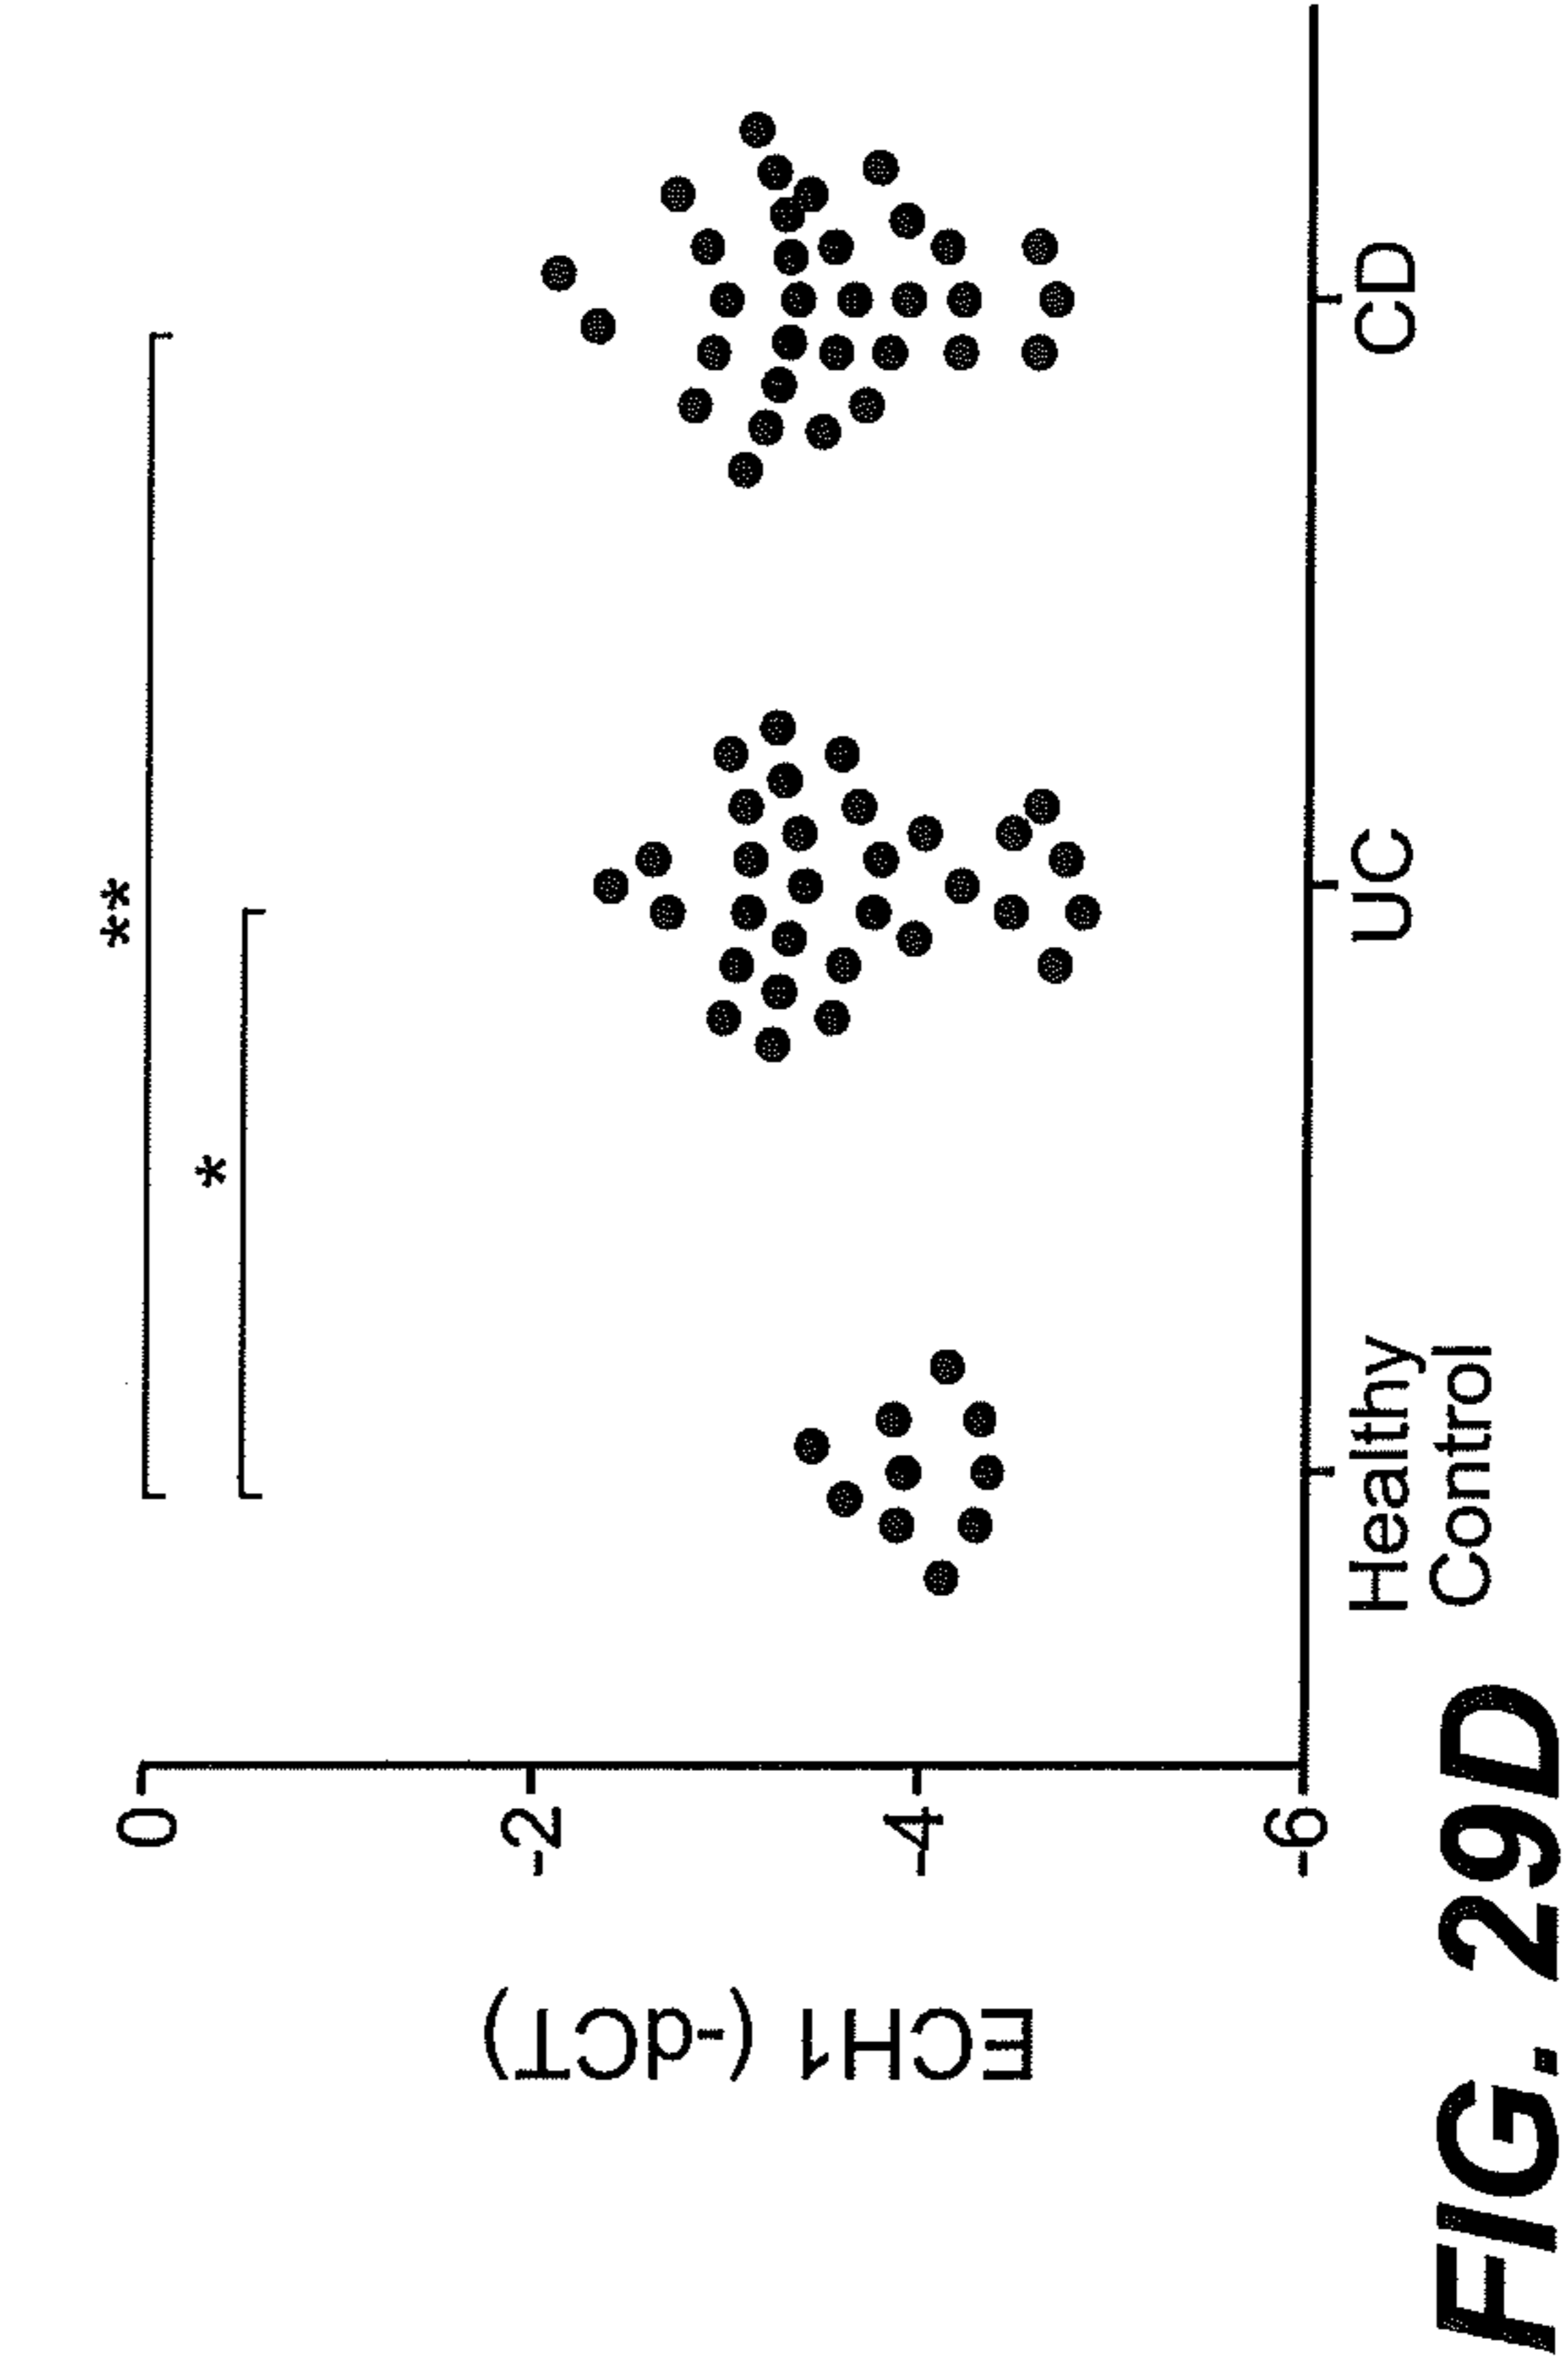 **
*
0
-2
-4
-6
ECH1 (-dCT)
Healthy
Control
UC
CD
FIG. 29D